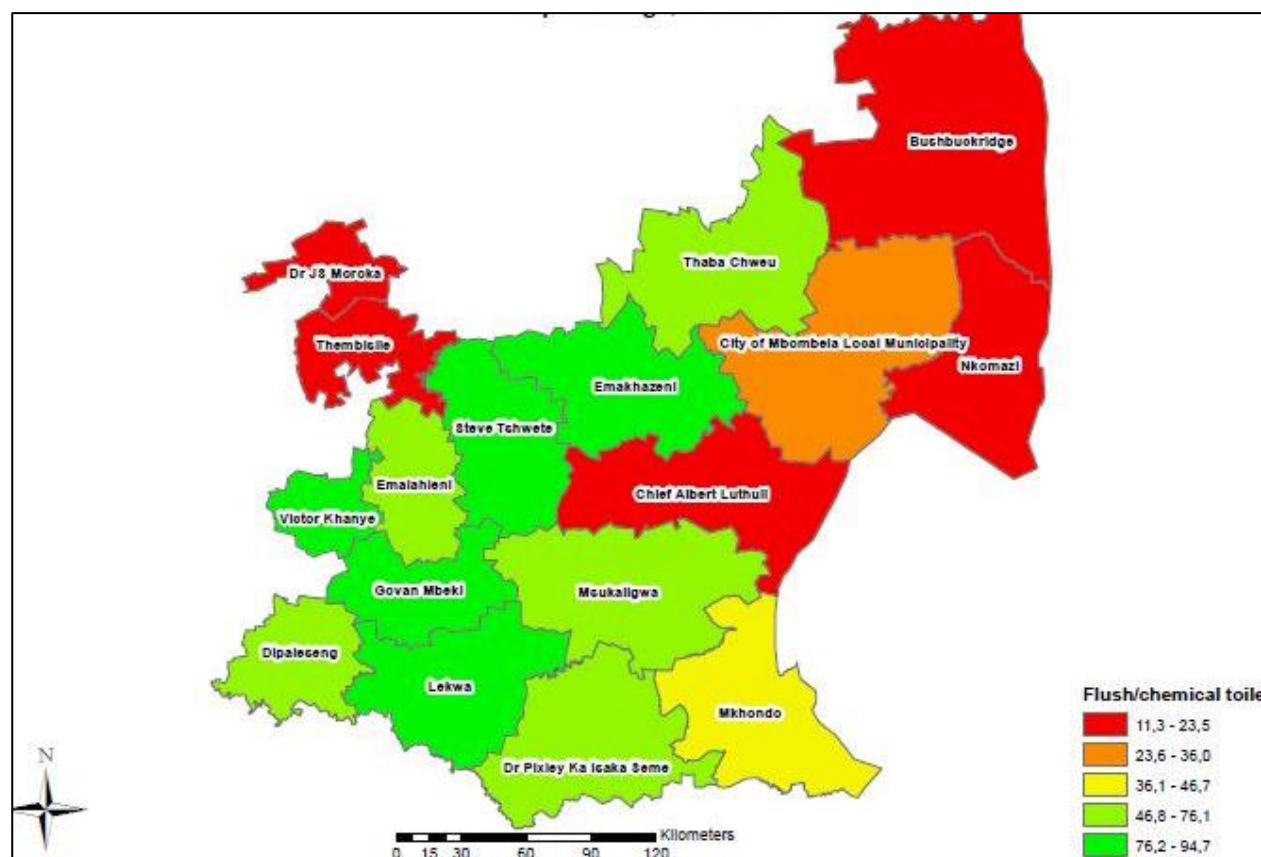 Bushbuckridge
Thaba Chweu
Dr JS Moroka
City of Mbombela Local Municipality
Thembisile
Nkomazi
Emakhazeni
Steve Tshwete
Emalahleni
Chief Albert Luthuli
Victor Khanye
Govan Mbeki
Msukaligwa
Dipaleseng
Lekwa
Mkhondo
Dr Pixley Ka Isaka Seme
Flush/chemical toile
11,3 - 23,5
23,6 - 36,0
36,1 - 46,7
46,8 - 76,1
76,2 - 94,7
N
Kilometers
0 15 30 60 90 120